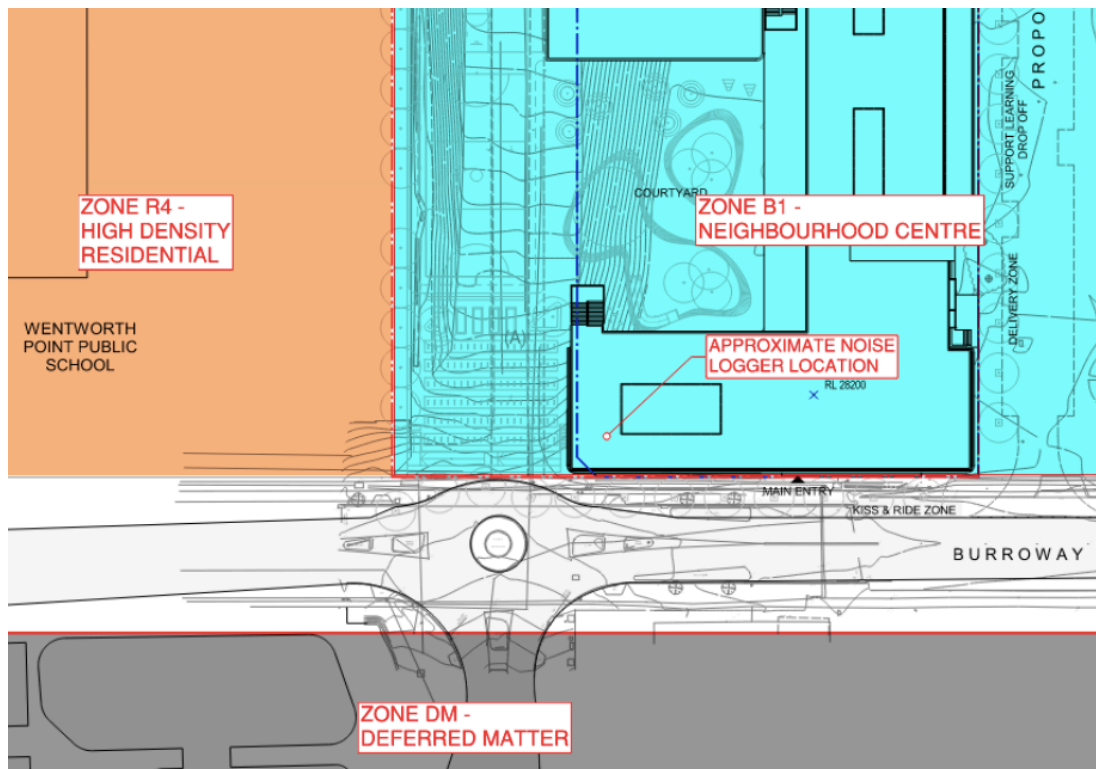 PROPO
SUPPORT LEARNING
DROP OFF
COURTYARD
ZONE R4 -
HIGH DENSITY
RESIDENTIAL
ZONE B1 -
NEIGHBOURHOOD CENTRE
DELIVERY ZONE
WENTWORTH
POINT PUBLIC
SCHOOL
(A)
APPROXIMATE NOISE
LOGGER LOCATION
RL 28200
MAIN ENTRY
KISS & RIDE ZONE
BURROWAY
ZONE DM -
DEFERRED MATTER